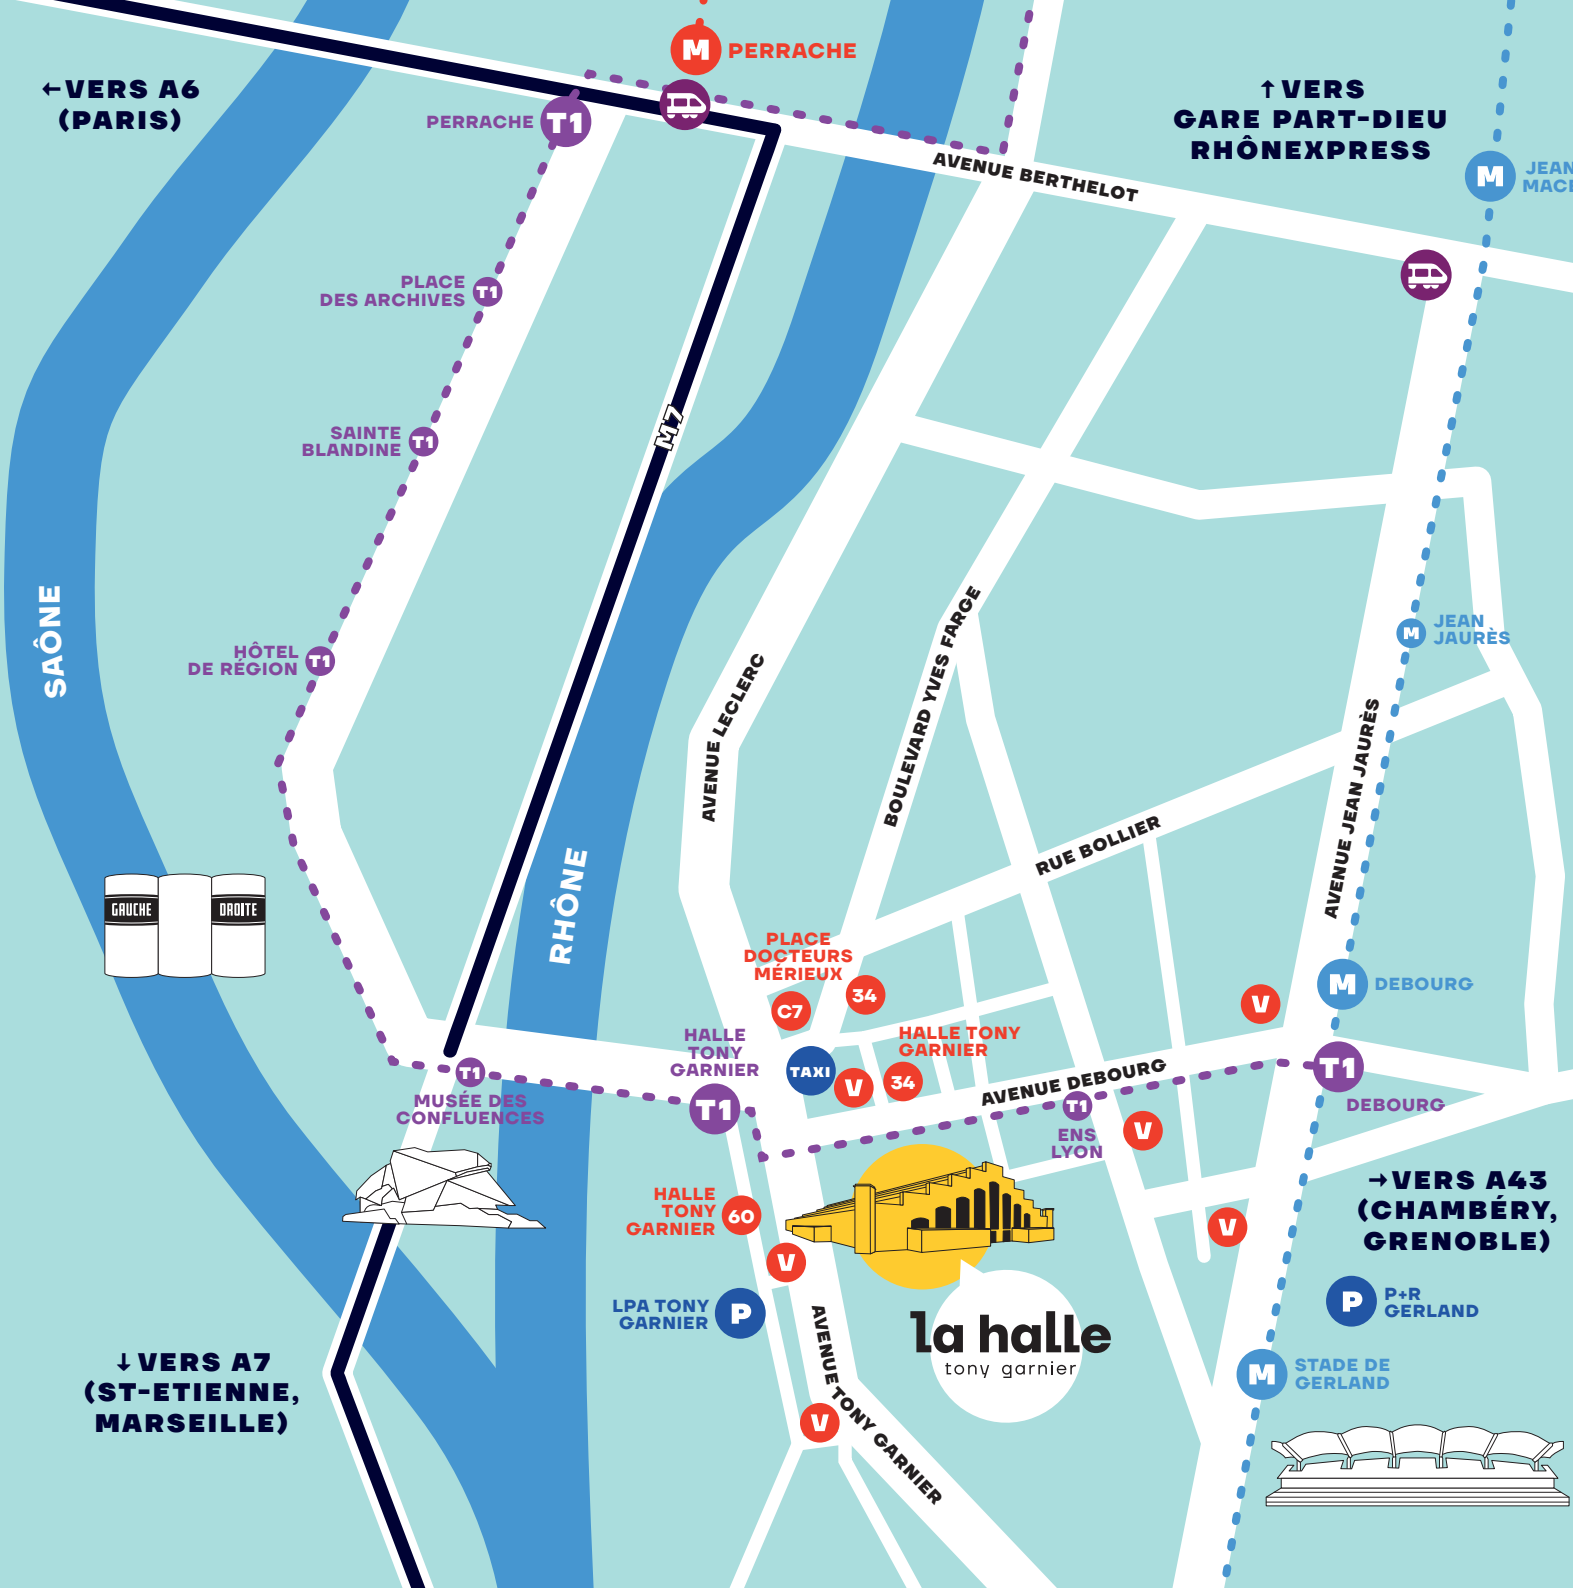 ←VERS A6
(PARIS)
M
PERRACHE
PERRACHE
T1
↑VERS
GARE PART-DIEU
RHÔNEXPRESS
AVENUE BERTHELOT
M
JEAN
PLACE
DES ARCHIVES
T1
SAINTE
BLANDINE
T1
M7
SAÔNE
HÔTEL
DE RÉGION
T1
AVENUE LECLERC
BOULEVARD YVES FARGE
M
JEAN
JAURÈS
AVENUE JEAN JAURÈS
RUE BOLLIER
RHÔNE
GAUCHE
DROITE
PLACE
DOCTEURS
MÉRIEUX
C7
34
V
M
DEBOURG
HALLE
TONY
GARNIER
T1
TAXI
V
HALLE TONY
GARNIER
34
AVENUE DEBOURG
T1
DEBOURG
T1
MUSÉE DES
CONFLUENCES
T1
ENS
LYON
V
HALLE
TONY
GARNIER
60
V
V
→VERS A43
(CHAMBÉRY,
GRENOBLE)
LPA TONY
GARNIER
P
la halle
tony garnier
P
P+R
GERLAND
AVENUE TONY GARNIER
M
STADE DE
GERLAND
↓VERS A7
(ST-ETIENNE,
MARSEILLE)
V